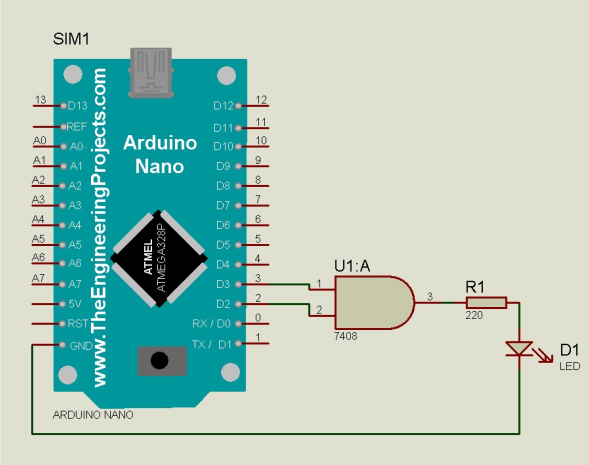 SIM1
www.TheEngineeringProjects.com
Arduino
Nano
ATMEL
ATMEGA328P
13 D13
REF
A0 A0
A1 A1
A2 A2
A3 A3
A4 A4
A5 A5
A6 A6
A7 A7
5V
RST
GND
D12 12
D11 11
D10 10
D9 9
D8 8
D7 7
D6 6
D5 5
D4 4
D3 3
D2 2
RX / D0 0
TX / D1 1
ARDUINO NANO
U1:A
1
2
3
7408
R1
220
D1
LED